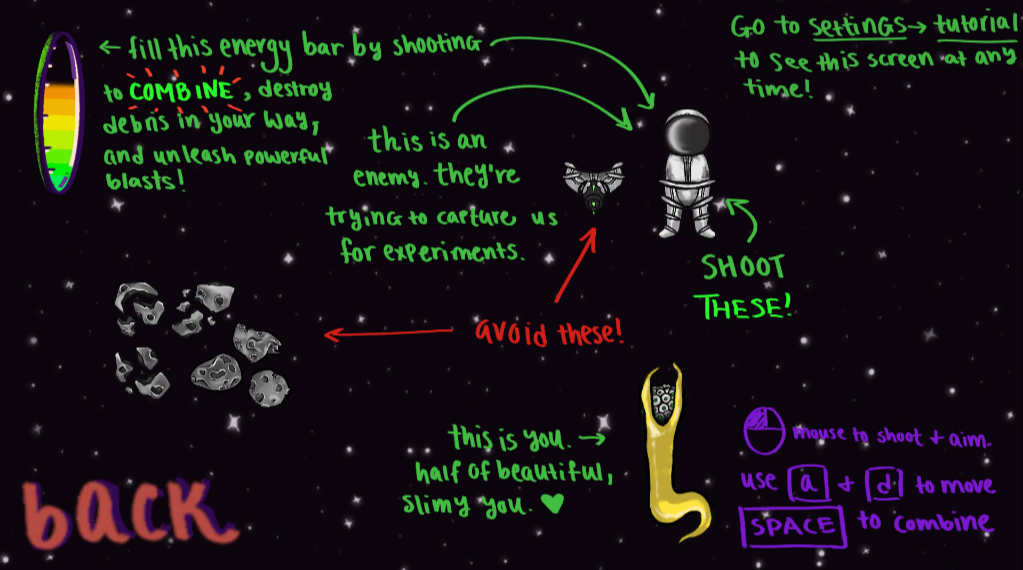 ← fill this energy bar by shooting
to COMBINE, destroy
debris in your way,
and unleash powerful
blasts!
Go to settings → tutorial
to see this screen at any
time!
this is an
enemy. they're
trying to capture us
for experiments.
SHOOT
THESE!
avoid these!
this is you. →
half of beautiful,
slimy you. ♥
mouse to shoot + aim.
use a + d to move
SPACE to combine
back